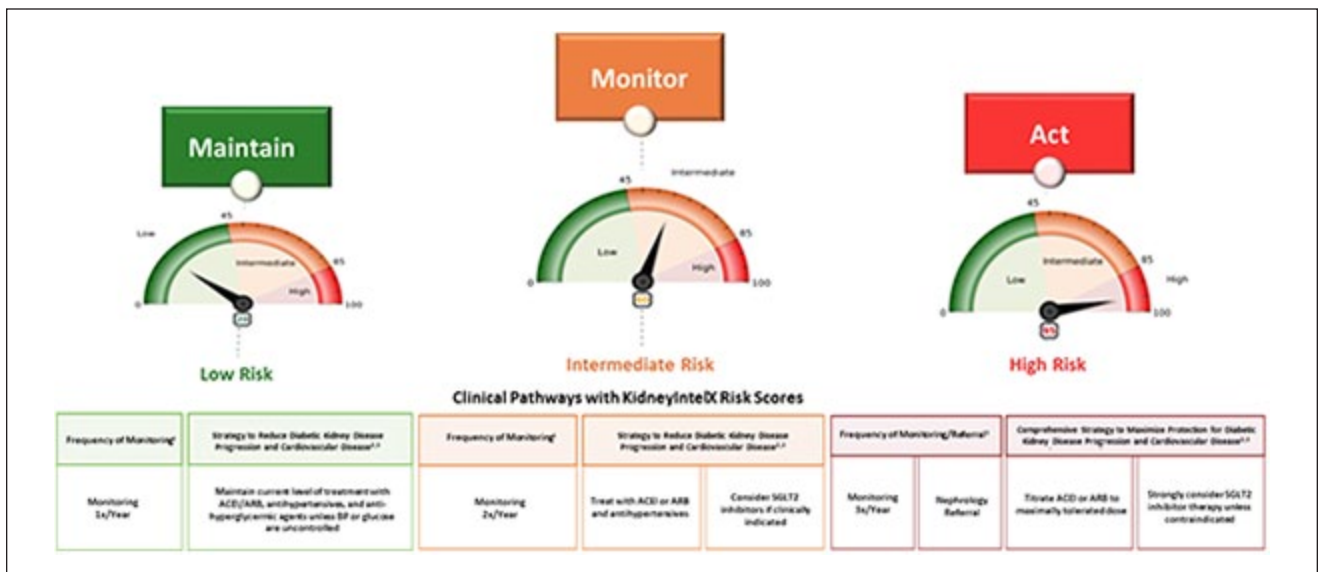 Maintain
Monitor
Act
45
Low
Intermediate
85
High
0
100
Low Risk
45
Intermediate
85
Low
High
0
100
Intermediate Risk
45
Intermediate
85
Low
High
0
100
95
High Risk
Clinical Pathways with KidneyIntelX Risk Scores
Frequency of Monitoring
Strategy to Reduce Diabetic Kidney Disease
Progression and Cardiovascular Disease
Monitoring
1x/Year
Maintain current level of treatment with
ACEI/ARB, antihypertensives, and anti-
hyperglycemic agents unless BP or glucose
are uncontrolled
Frequency of Monitoring
Strategy to Reduce Diabetic Kidney Disease
Progression and Cardiovascular Disease
Monitoring
2x/Year
Treat with ACEI or ARB
and antihypertensives
Consider SGLT2
inhibitors if clinically
indicated
Frequency of Monitoring/Referral
Comprehensive Strategy to Maximize Protection for Diabetic
Kidney Disease Progression and Cardiovascular Disease
Monitoring
3x/Year
Nephrology
Referral
Titrate ACEI or ARB to
maximally tolerated dose
Strongly consider SGLT2
inhibitor therapy unless
contraindicated